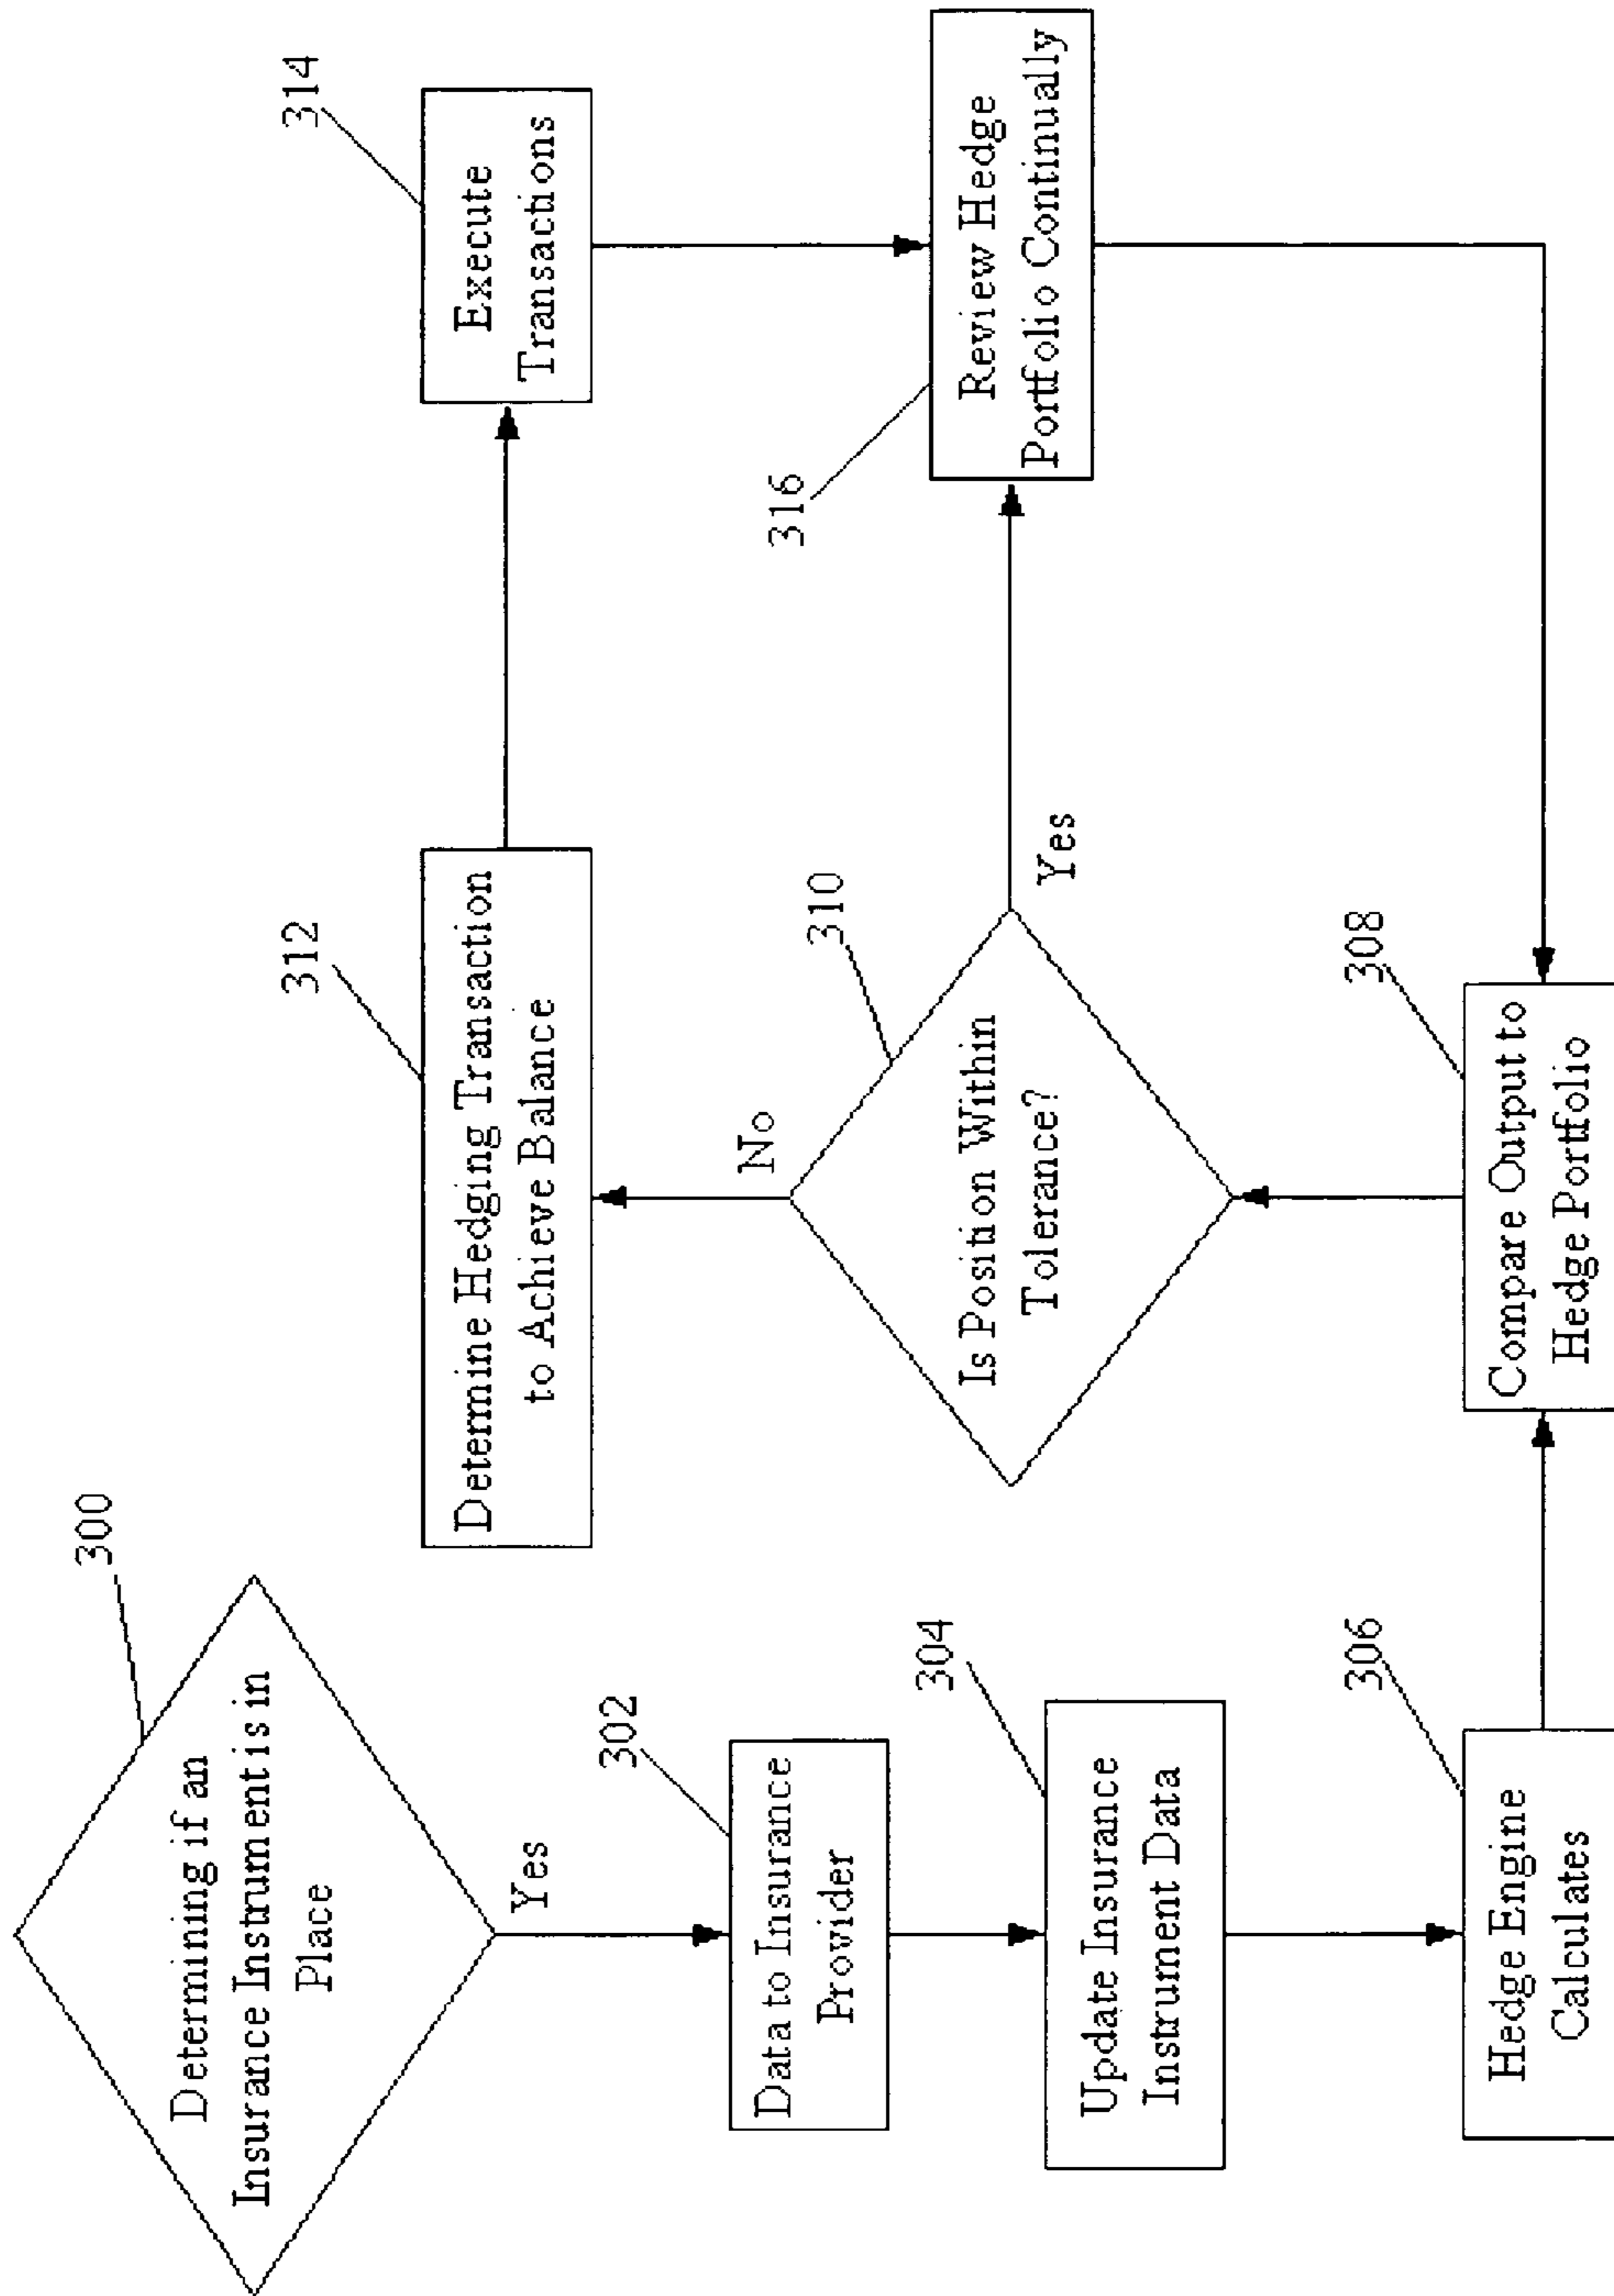 300
Determining if an
Insurance Instrument is in
Place
Yes
302
Data to Insurance
Provider
304
Update Insurance
Instrument Data
306
Hedge Engine
Calculates
308
Compare Output to
Hedge Portfolio
310
Is Position Within
Tolerance?
No
Yes
312
Determine Hedging Transaction
to Achieve Balance
314
Execute
Transactions
316
Review Hedge
Portfolio Continually